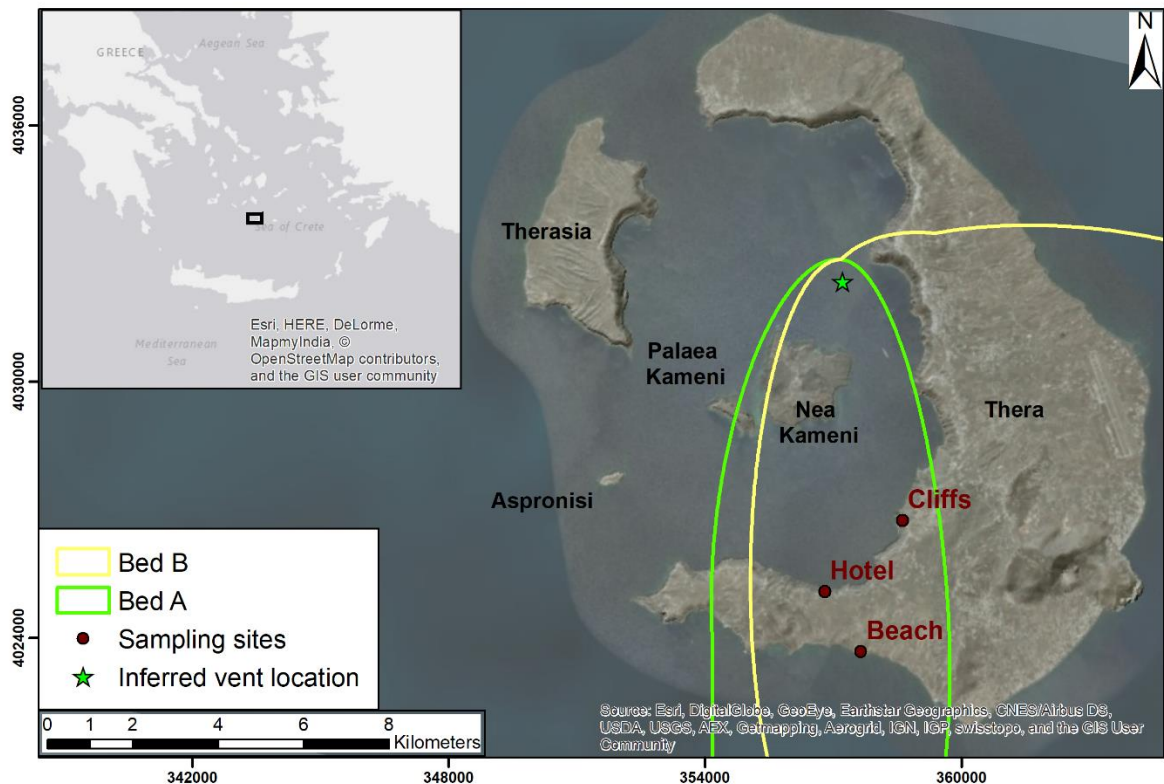 GREECE
Aegean Sea
Sea of Crete
Mediterranean
Sea
Esri, HERE, DeLorme,
MapmyIndia, ©
OpenStreetMap contributors,
and the GIS user community
N
4036000
4030000
4024000
Therasia
Palaea
Kameni
Nea
Kameni
Thera
Aspronisi
Cliffs
Hotel
Beach
Bed B
Bed A
Sampling sites
Inferred vent location
0 1 2 4 6 8
Kilometers
Source: Esri, DigitalGlobe, GeoEye, Earthstar Geographics, CNES/Airbus DS,
USDA, USGS, AEX, Getmapping, Aerogrid, IGN, IGP, swisstopo, and the GIS User
Community
342000 348000 354000 360000